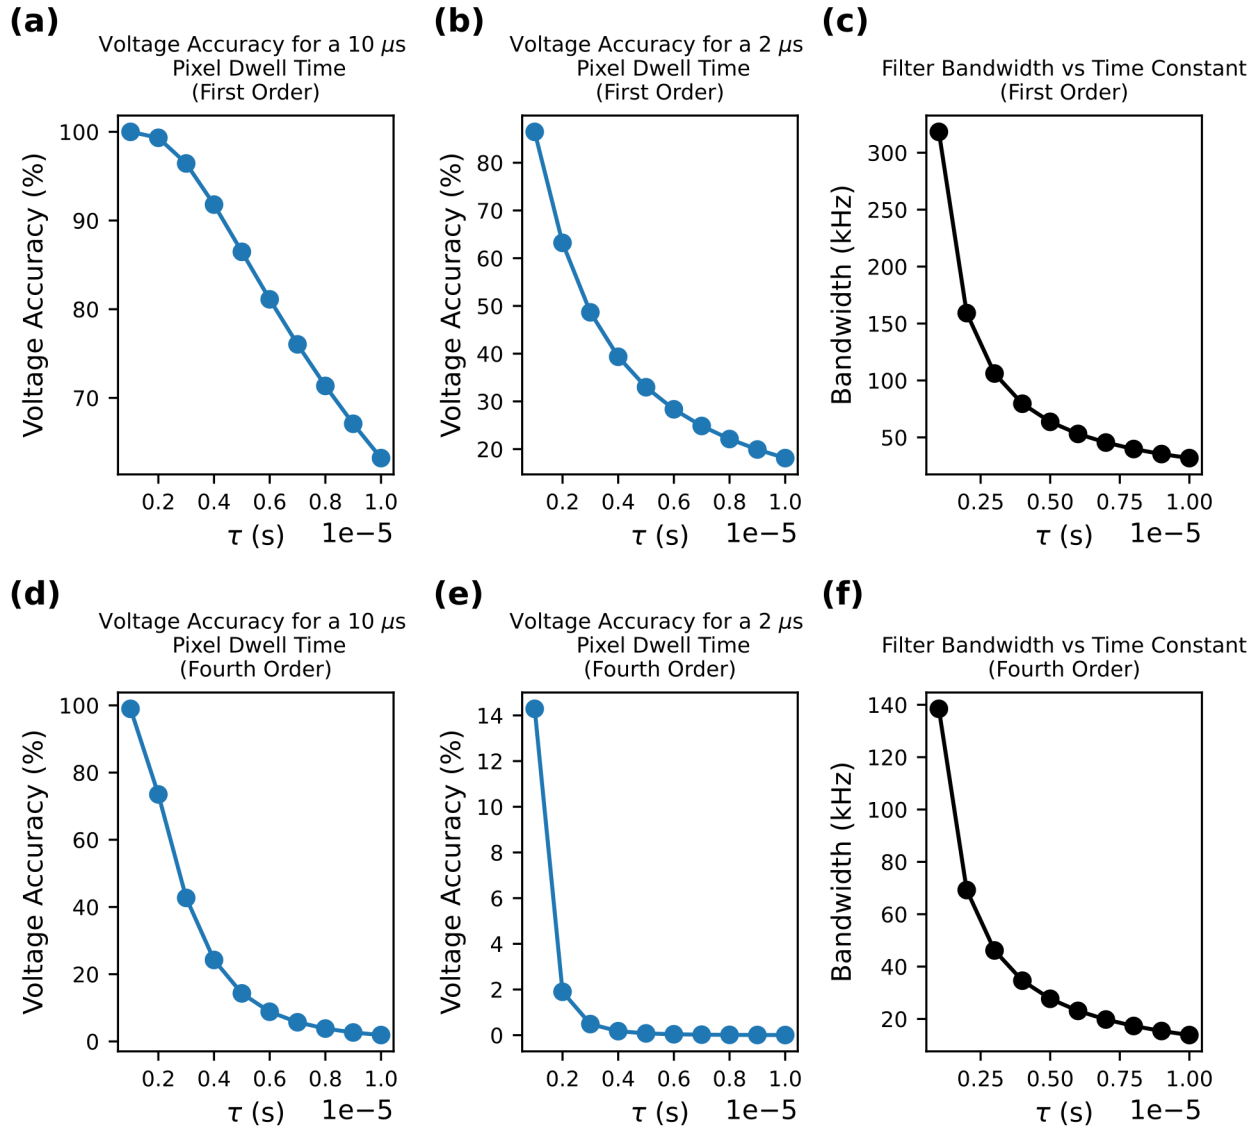 (a)
Voltage Accuracy for a 10 μs
Pixel Dwell Time
(First Order)
Voltage Accuracy (%)
100
90
80
70
0.2 0.4 0.6 0.8 1.0
τ (s)
1e−5
(b)
Voltage Accuracy for a 2 μs
Pixel Dwell Time
(First Order)
Voltage Accuracy (%)
80
70
60
50
40
30
20
0.2 0.4 0.6 0.8 1.0
τ (s)
1e−5
(c)
Filter Bandwidth vs Time Constant
(First Order)
Bandwidth (kHz)
300
250
200
150
100
50
0.25 0.50 0.75 1.00
τ (s)
1e−5
(d)
Voltage Accuracy for a 10 μs
Pixel Dwell Time
(Fourth Order)
Voltage Accuracy (%)
100
80
60
40
20
0
0.2 0.4 0.6 0.8 1.0
τ (s)
1e−5
(e)
Voltage Accuracy for a 2 μs
Pixel Dwell Time
(Fourth Order)
Voltage Accuracy (%)
14
12
10
8
6
4
2
0
0.2 0.4 0.6 0.8 1.0
τ (s)
1e−5
(f)
Filter Bandwidth vs Time Constant
(Fourth Order)
Bandwidth (kHz)
140
120
100
80
60
40
20
0.25 0.50 0.75 1.00
τ (s)
1e−5